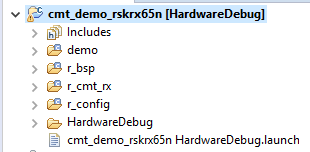 cmt_demo_rskrx65n [HardwareDebug]
Includes
demo
r_bsp
r_cmt_rx
r_config
HardwareDebug
cmt_demo_rskrx65n HardwareDebug.launch